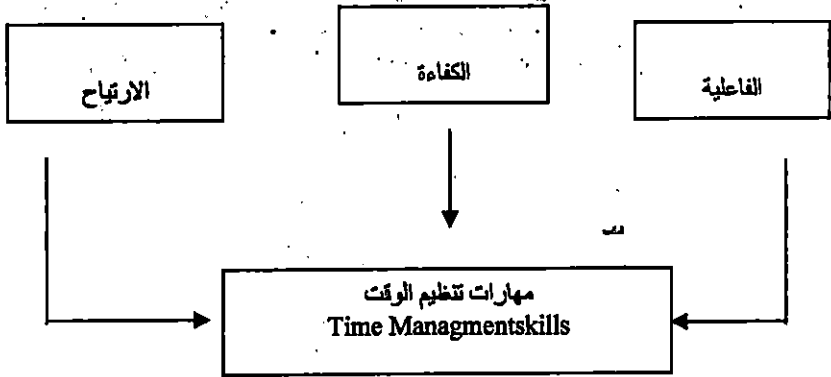 الفاعلية
الكفاءة
الارتياح
مهارات تنظيم الوقت
Time Managmentskills